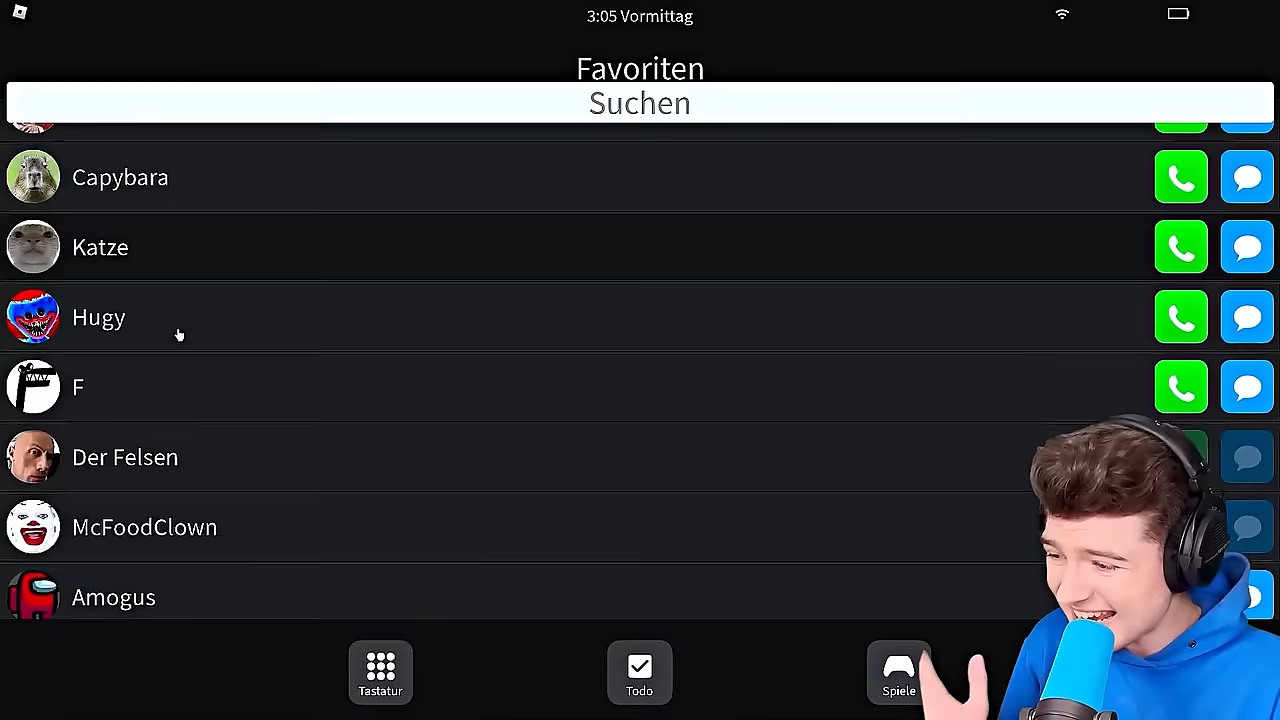 3:05 Vormittag
Favoriten
Suchen
Capybara
Katze
Hugy
F
Der Felsen
McFoodClown
Amogus
Tastatur
Todo
Spiele